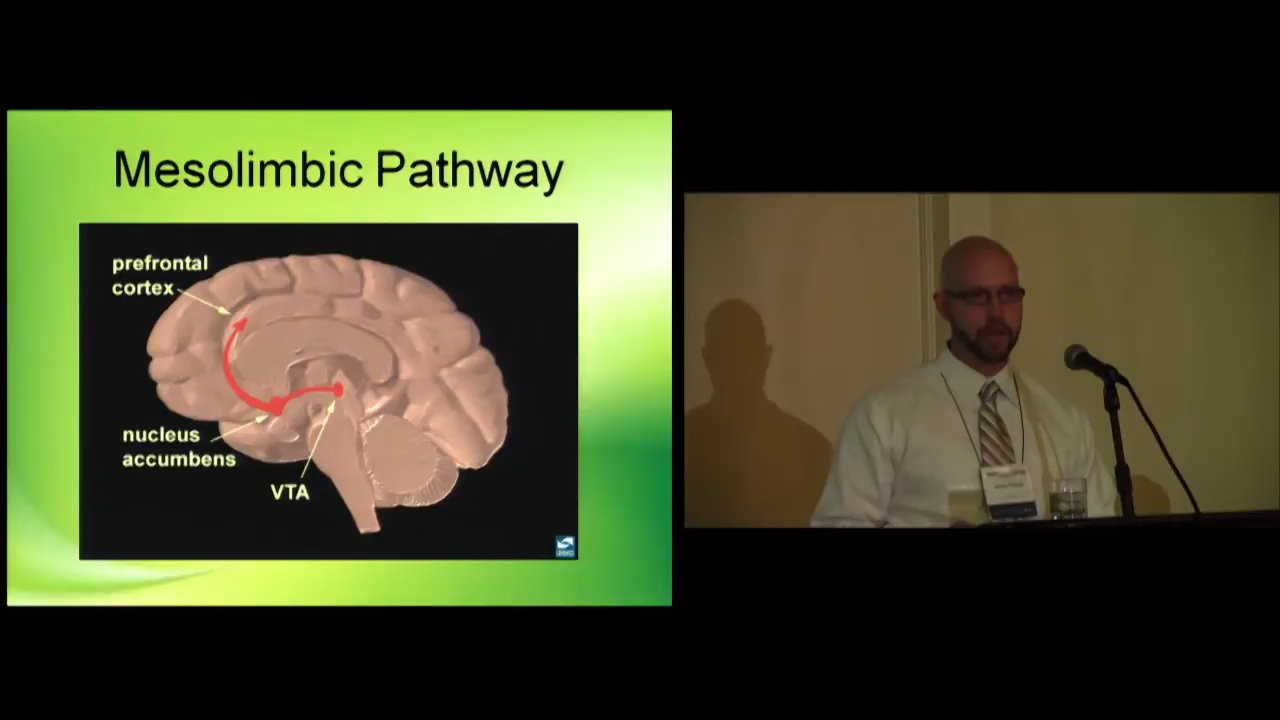 Mesolimbic Pathway
prefrontal
cortex
nucleus
accumbens
VTA